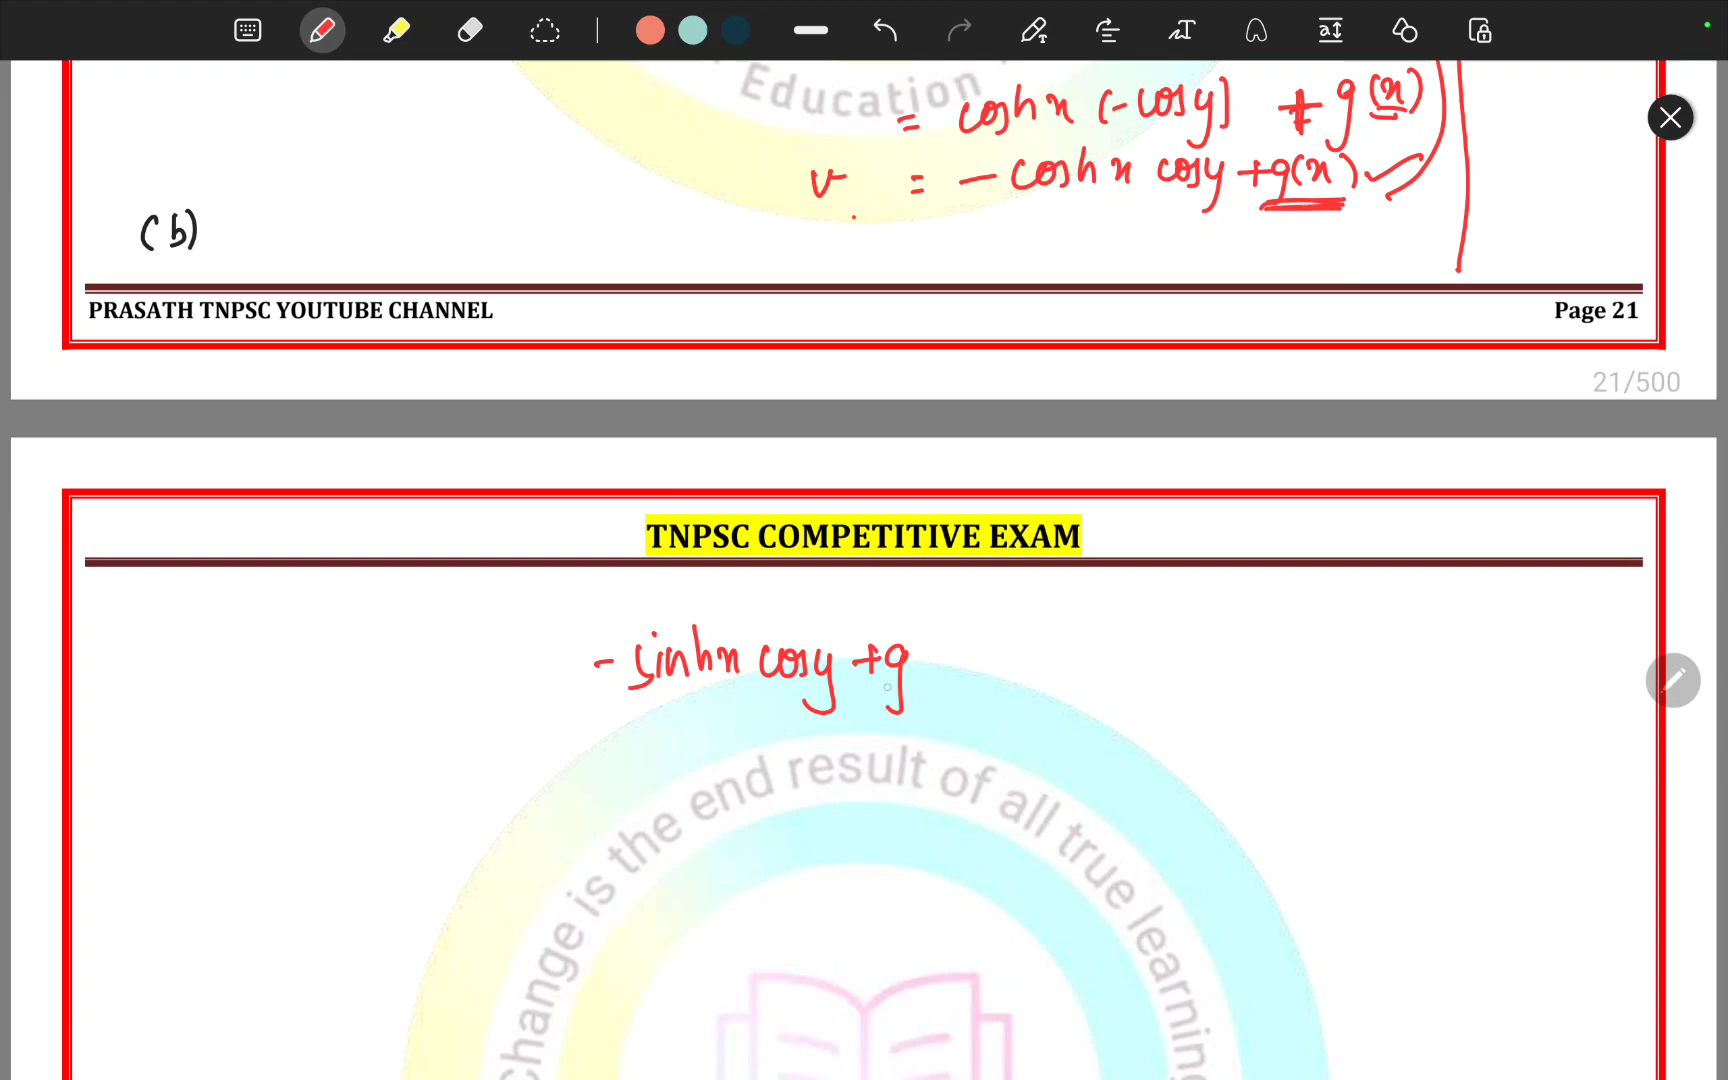 Education
= coshx (-cosy) + g(x)
v = - coshx cosy + g(x)
(b)
PRASATH TNPSC YOUTUBE CHANNEL Page 21
21/500
TNPSC COMPETITIVE EXAM
- sinhx cosy + g
change is the end result of all true learning